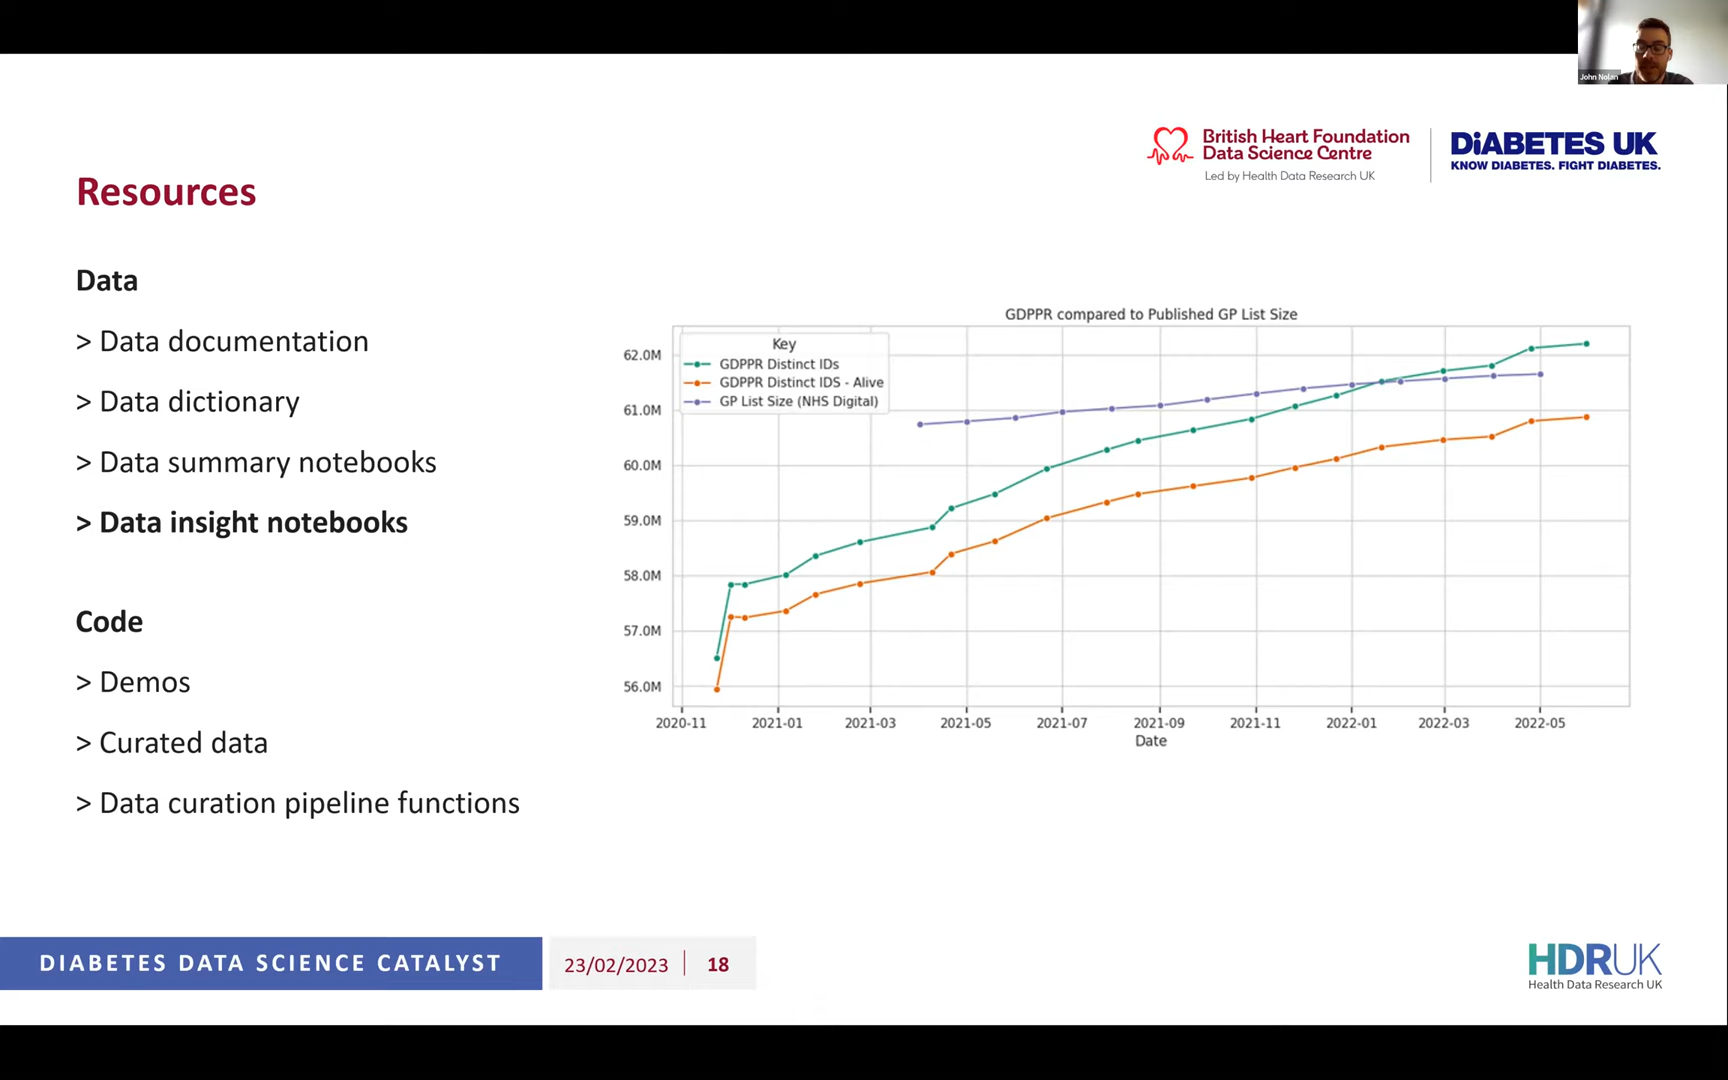 John Nolan
British Heart Foundation
Data Science Centre
Led by Health Data Research UK
DiABETES UK
KNOW DIABETES. FIGHT DIABETES.
Resources
Data
> Data documentation
> Data dictionary
> Data summary notebooks
> Data insight notebooks
Code
> Demos
> Curated data
> Data curation pipeline functions
GDPPR compared to Published GP List Size
Key
GDPPR Distinct IDs
GDPPR Distinct IDS - Alive
GP List Size (NHS Digital)
62.0M
61.0M
60.0M
59.0M
58.0M
57.0M
56.0M
2020-11 2021-01 2021-03 2021-05 2021-07 2021-09 2021-11 2022-01 2022-03 2022-05
Date
DIABETES DATA SCIENCE CATALYST
23/02/2023 18
HDRUK
Health Data Research UK